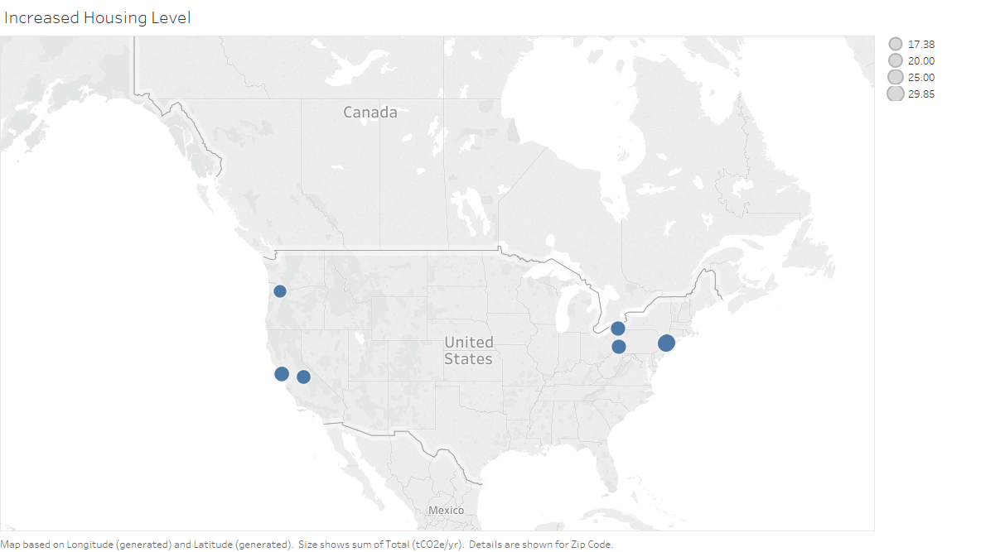 Increased Housing Level
17.38
20.00
25.00
29.85
Canada
United
States
Mexico
Map based on Longitude (generated) and Latitude (generated).  Size shows sum of Total (tCO2e/yr).  Details are shown for Zip Code.